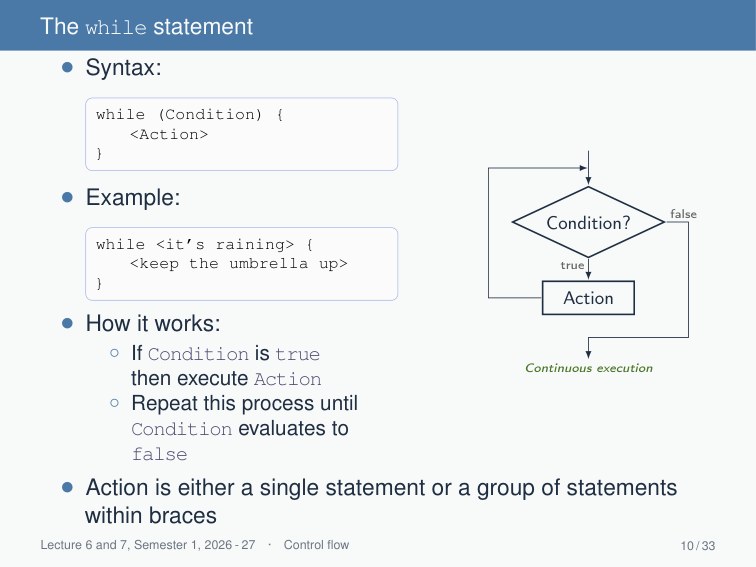 The while statement
Syntax:
while (Condition) {
<Action>
}
Example:
while <it's raining> {
<keep the umbrella up>
}
How it works:
If Condition is true
then execute Action
Repeat this process until
Condition evaluates to
false
Condition?
false
true
Action
Continuous execution
Action is either a single statement or a group of statements
within braces
Lecture 6 and 7, Semester 1, 2026 - 27 · Control flow
10 / 33